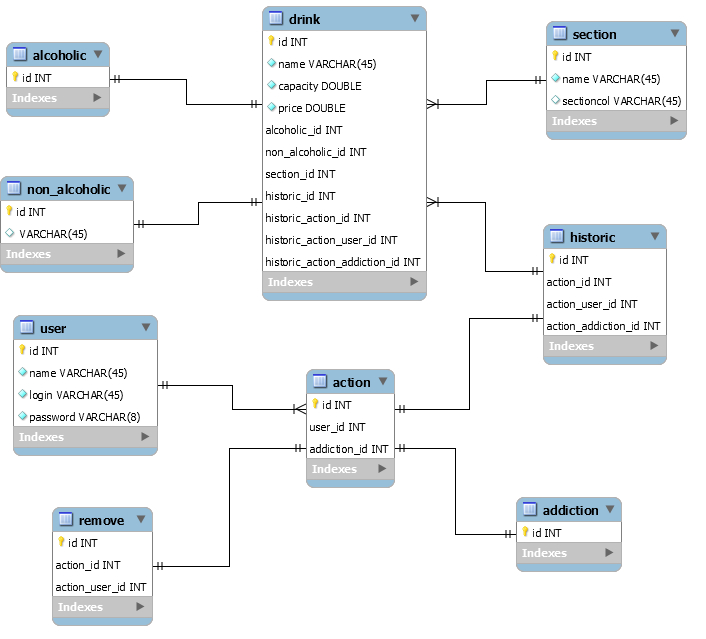 drink
id INT
name VARCHAR(45)
capacity DOUBLE
price DOUBLE
alcoholic_id INT
non_alcoholic_id INT
section_id INT
historic_id INT
historic_action_id INT
historic_action_user_id INT
historic_action_addiction_id INT
Indexes
alcoholic
id INT
Indexes
section
id INT
name VARCHAR(45)
sectioncol VARCHAR(45)
Indexes
non_alcoholic
id INT
VARCHAR(45)
Indexes
historic
id INT
action_id INT
action_user_id INT
action_addiction_id INT
Indexes
user
id INT
name VARCHAR(45)
login VARCHAR(45)
password VARCHAR(8)
Indexes
action
id INT
user_id INT
addiction_id INT
Indexes
remove
id INT
action_id INT
action_user_id INT
Indexes
addiction
id INT
Indexes